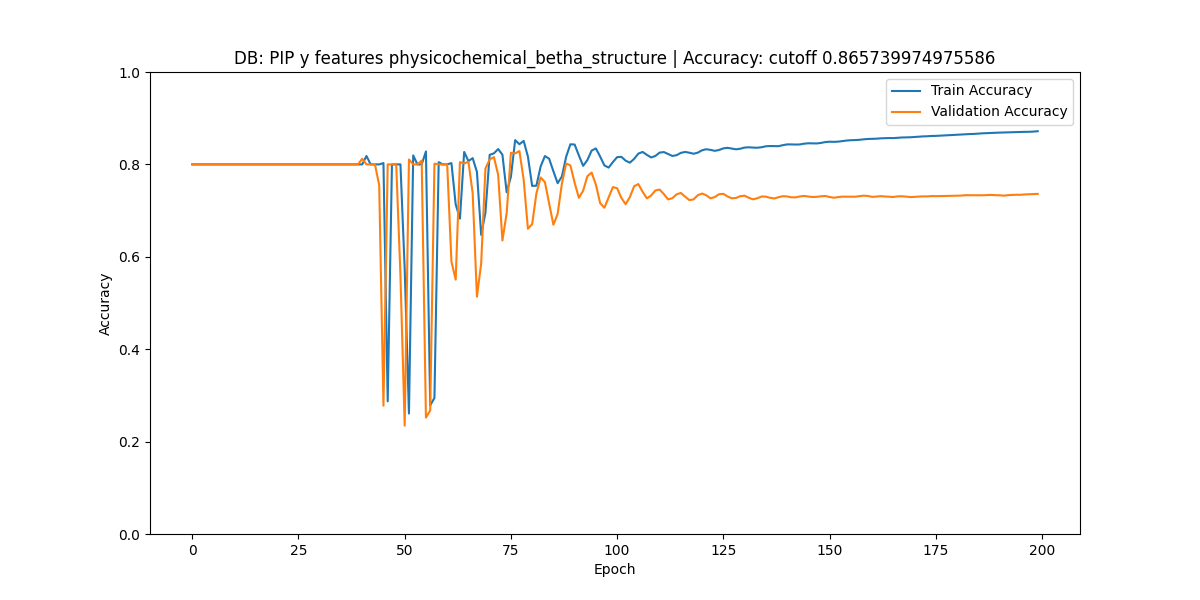 DB: PIP y features physicochemical_betha_structure | Accuracy: cutoff 0.865739974975586
Train Accuracy
Validation Accuracy
1.0
0.8
0.6
0.4
0.2
0.0
Accuracy
0 25 50 75 100 125 150 175 200
Epoch